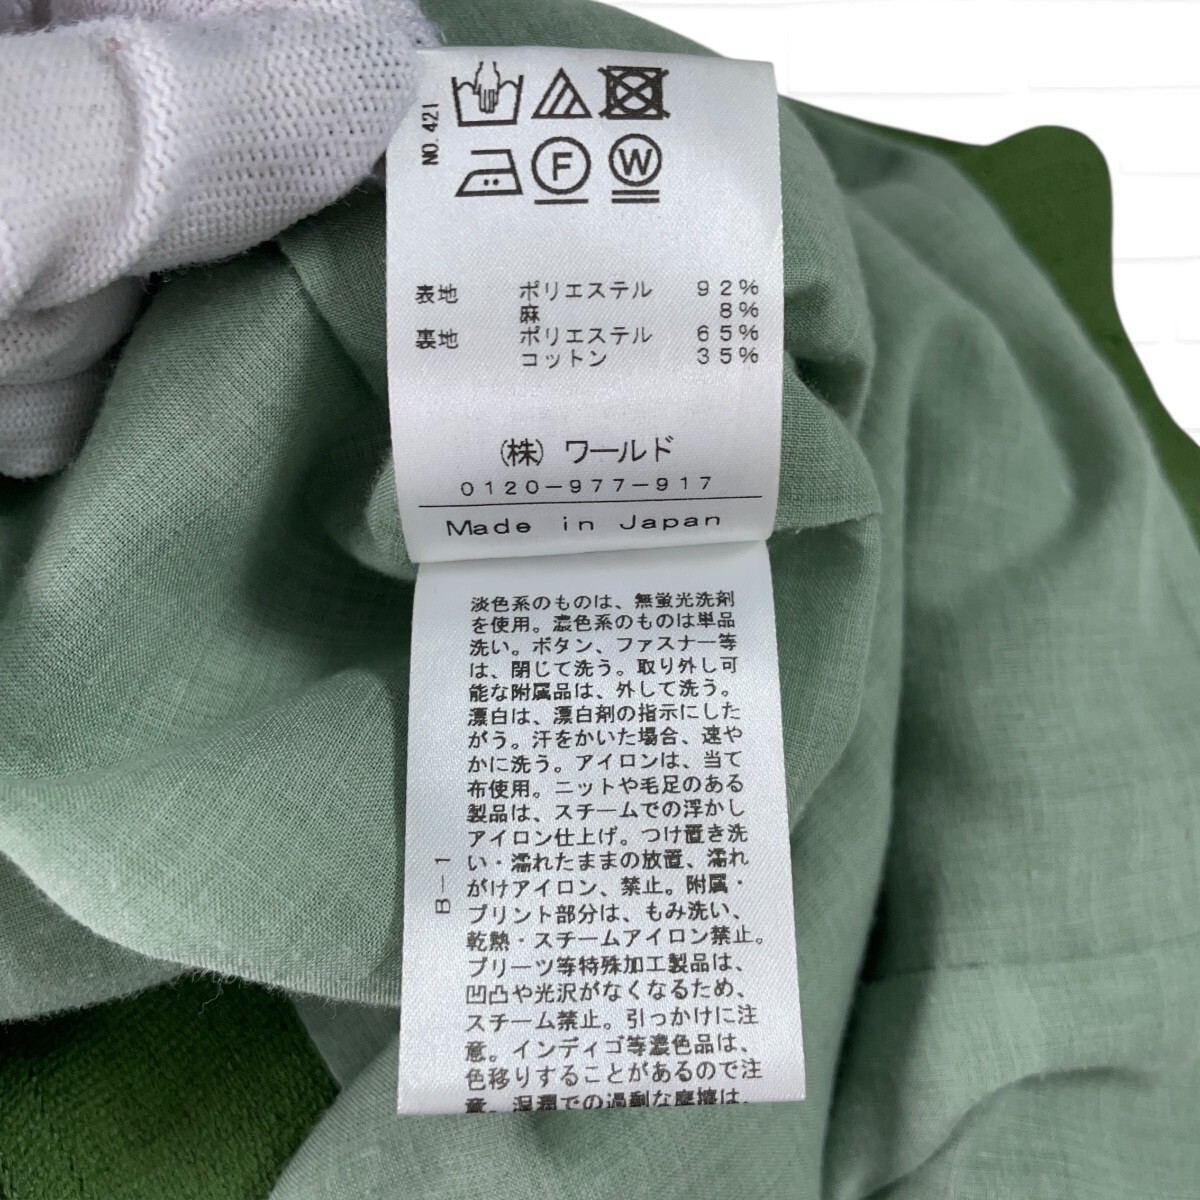 NO. 421
F
W
表地 ポリエステル 92%
麻 8%
裏地 ポリエステル 65%
コットン 35%
(株) ワールド
0120-977-917
Made in Japan
淡色系のものは、無蛍光洗剤
を使用。濃色系のものは単品
洗い。ボタン、ファスナー等
は、閉じて洗う。取り外し可
能な附属品は、外して洗う。
漂白は、漂白剤の指示にした
がう。汗をかいた場合、速や
かに洗う。アイロンは、当て
布使用。ニットや毛足のある
製品は、スチームでの浮かし
アイロン仕上げ。つけ置き洗
い・濡れたままの放置、濡れ
がけアイロン、禁止。附属・
プリント部分は、もみ洗い、
乾熱・スチームアイロン禁止。
プリーツ等特殊加工製品は、
凹凸や光沢がなくなるため、
スチーム禁止。引っかけに注
意。インディゴ等濃色品は、
色移りすることがあるので注
意。湿潤での過剰な摩擦は、
B-1